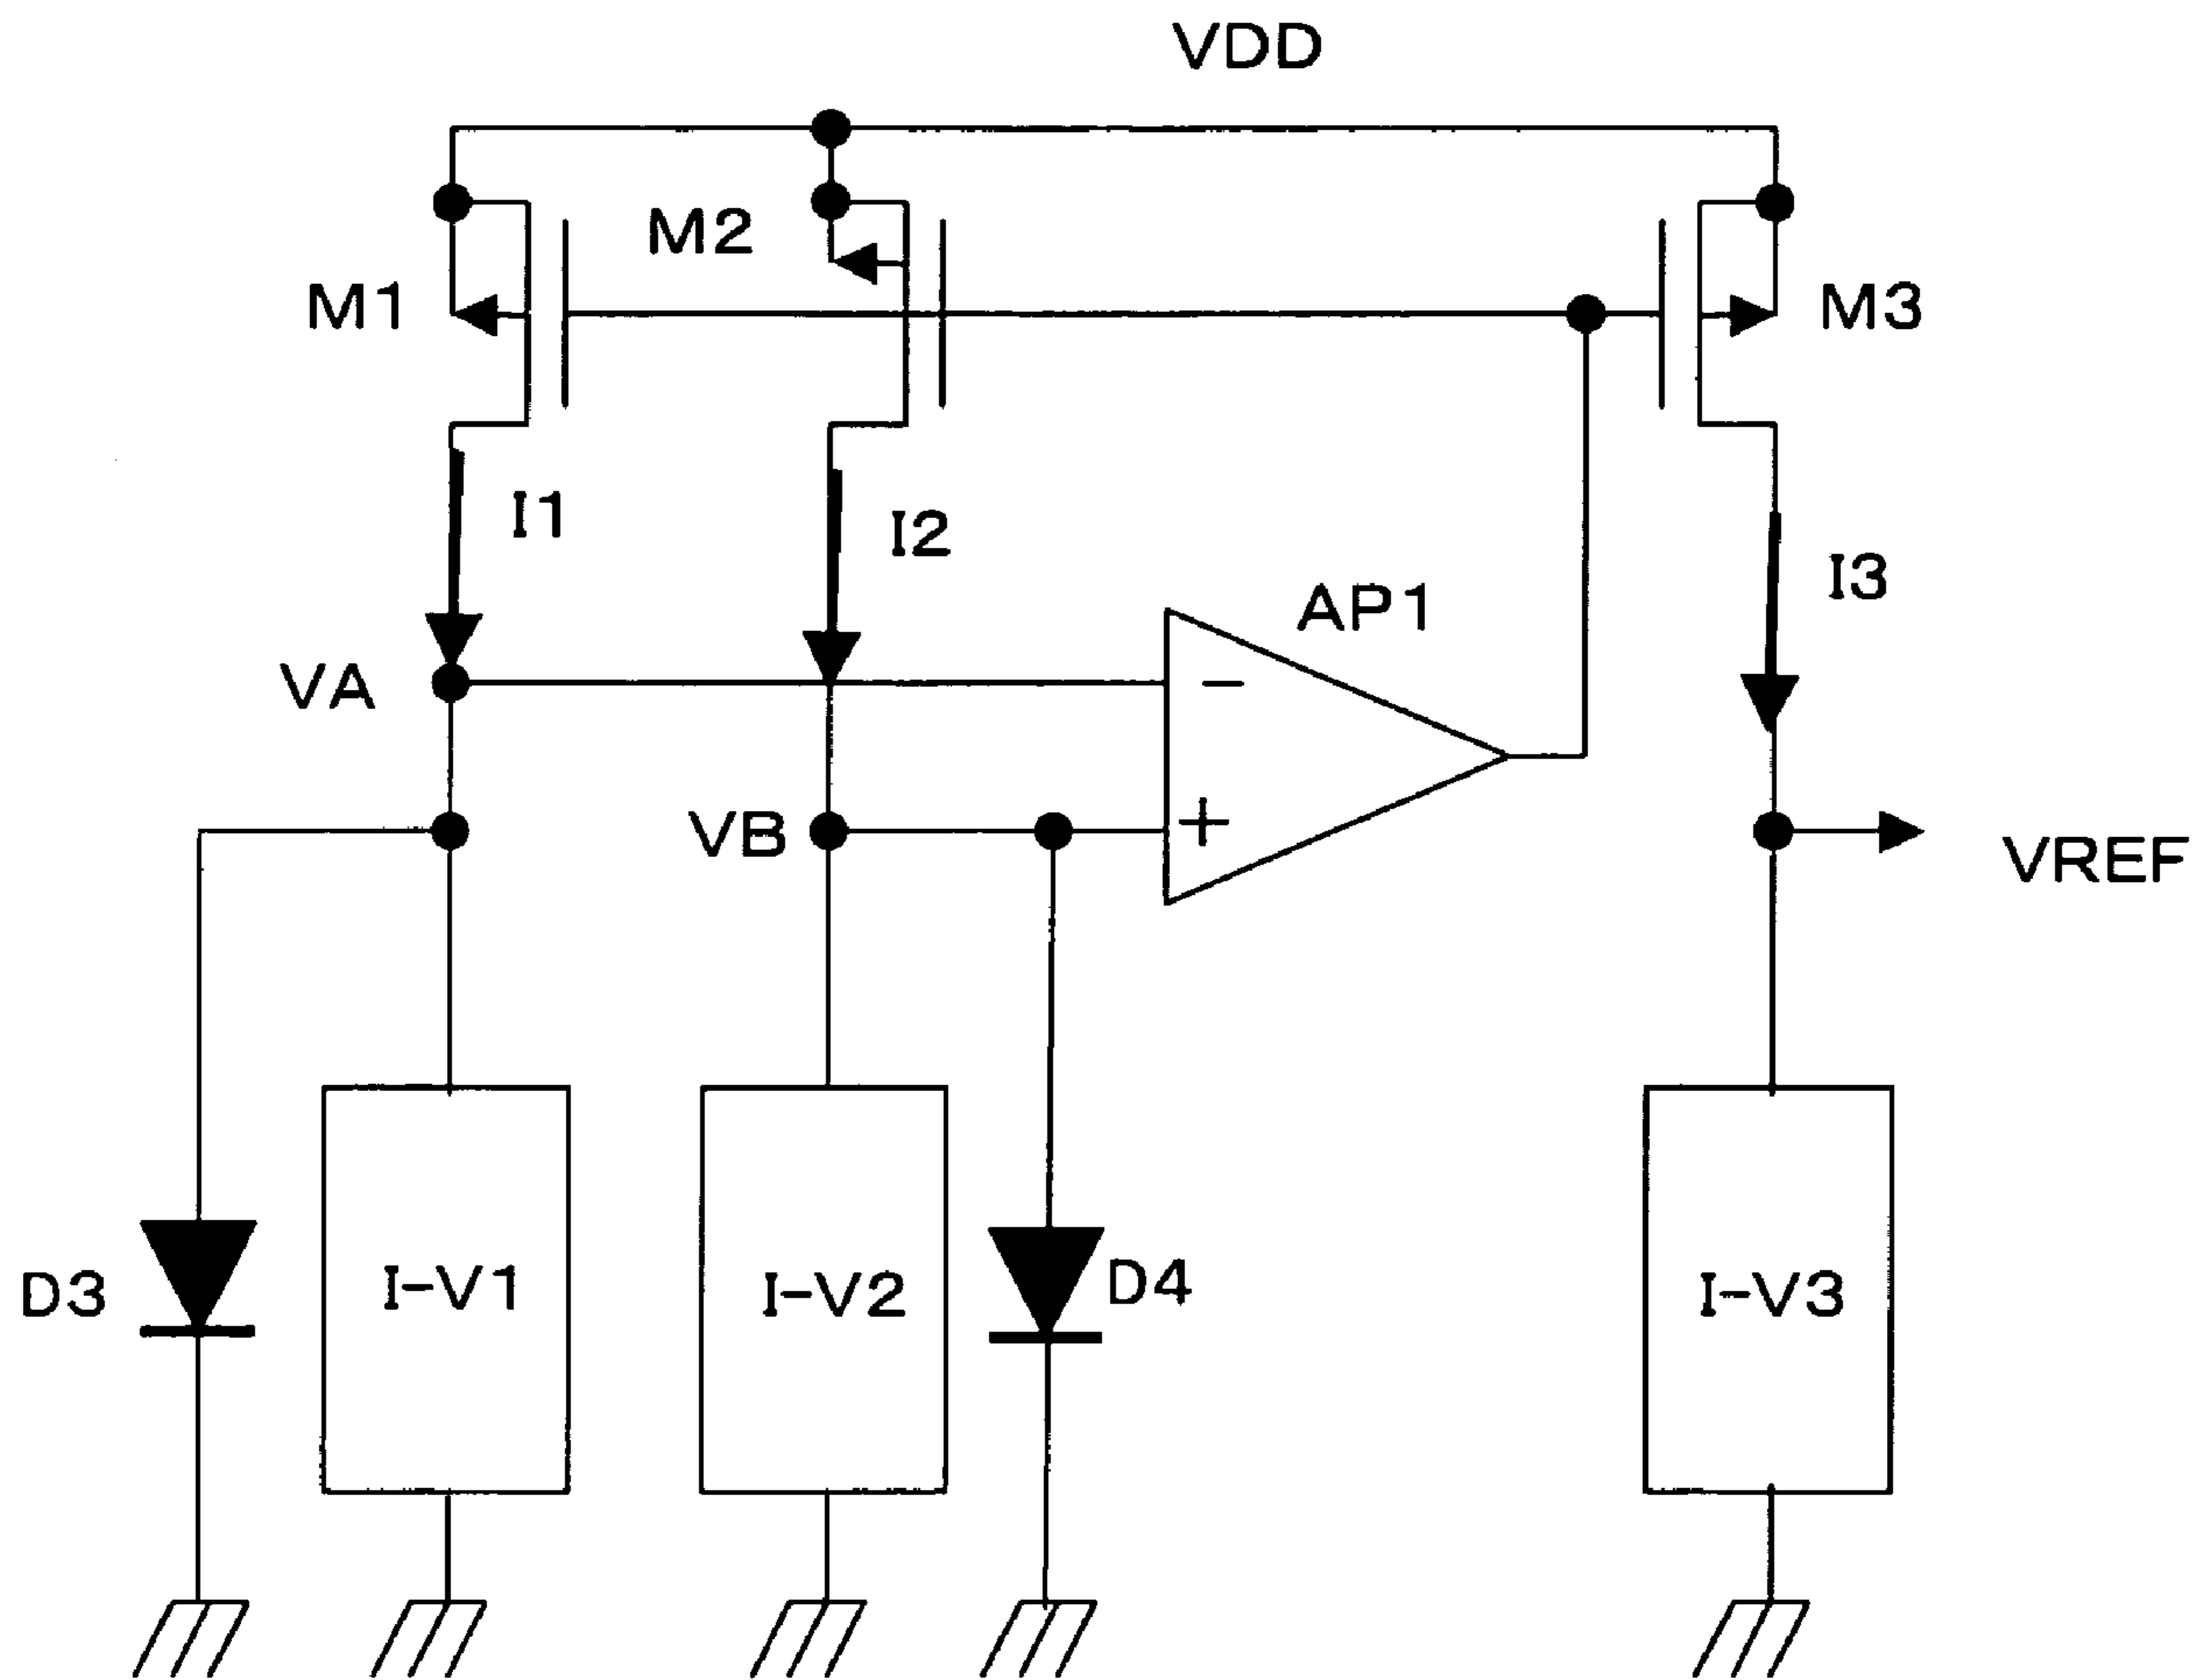 VDD
M2
M1
M3
I1
I2
I3
AP1
VA
−
VB
+
VREF
D3
I-V1
I-V2
D4
I-V3